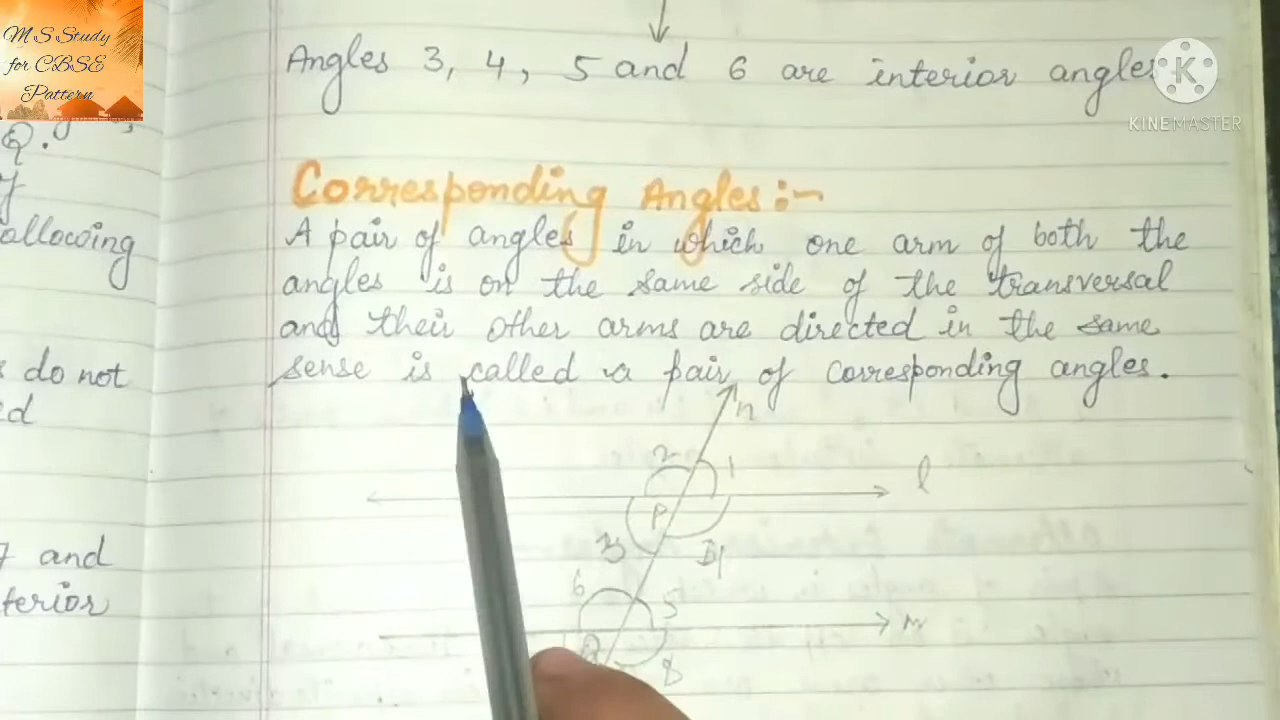 M S Study
for CBSE
Pattern
KINEMASTER
Angles 3, 4, 5 and 6 are interior angles
Q.
allowing
s do not
ed
7 and
terior
Corresponding Angles:-
A pair of angles in which one arm of both the
angles is on the same side of the transversal
and their other arms are directed in the same
sense is called a pair of corresponding angles.
n
2 1
l
P
3
6 5
m
Q
8